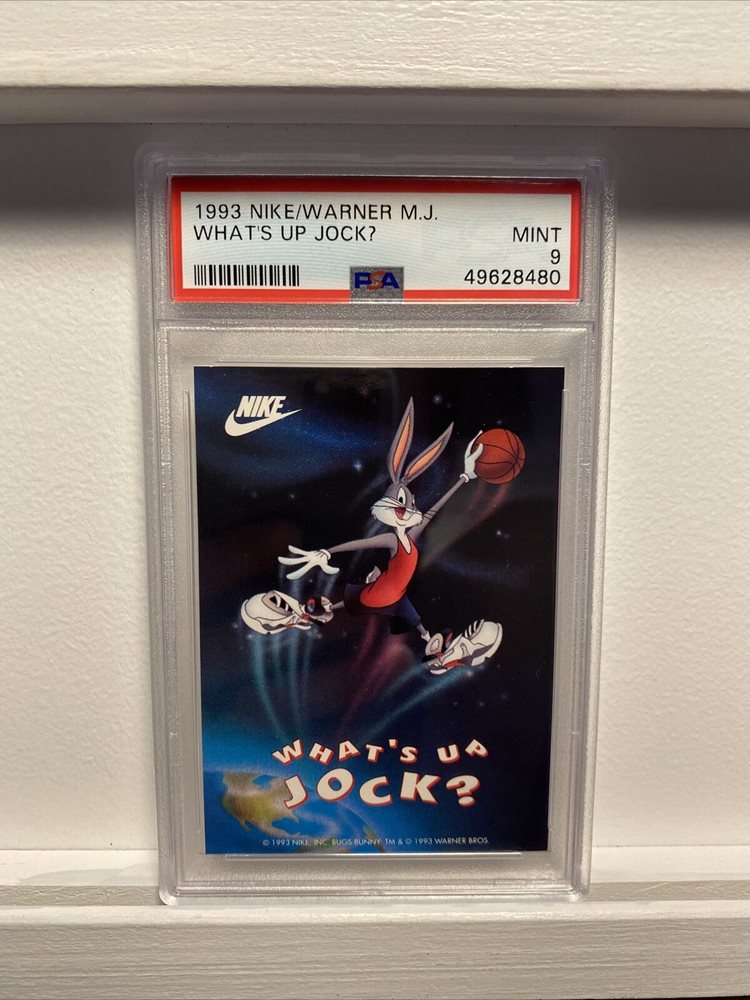 1993 NIKE/WARNER M.J.
WHAT'S UP JOCK?
MINT
9
PSA
49628480
NIKE
WHAT'S UP
JOCK?
© 1993 NIKE, INC. BUGS BUNNY TM & © 1993 WARNER BROS.